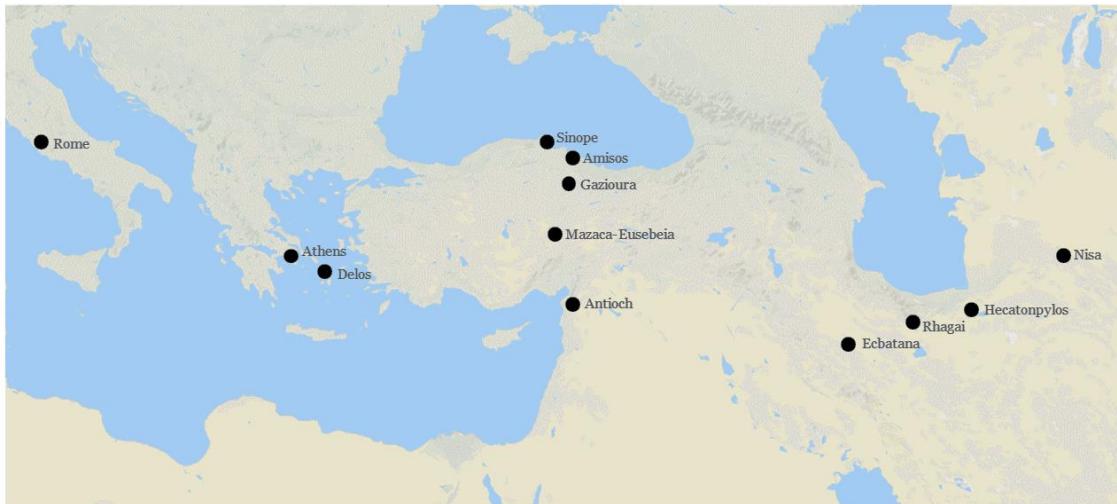 Rome
Sinope
Amisos
Gazioura
Mazaca-Eusebeia
Athens
Nisa
Delos
Antioch
Hecatonpylos
Rhagai
Ecbatana